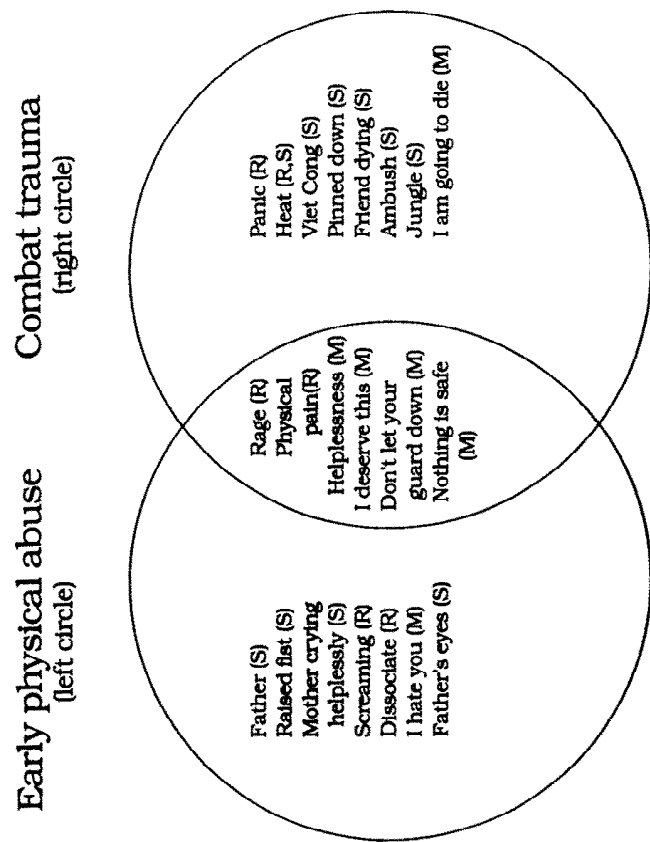 Early physical abuse
(left circle)
Combat trauma
(right circle)
Father (S)
Raised fist (S)
Mother crying
helplessly (S)
Screaming (R)
Dissociate (R)
I hate you (M)
Father's eyes (S)
Rage (R)
Physical
pain(R)
Helplessness (M)
I deserve this (M)
Don't let your
guard down (M)
Nothing is safe
(M)
Panic (R)
Heat (R,S)
Viet Cong (S)
Pinned down (S)
Friend dying (S)
Ambush (S)
Jungle (S)
I am going to die (M)